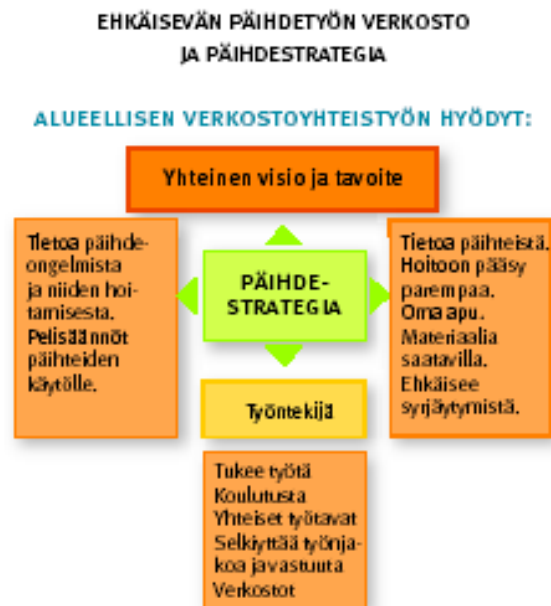 EHKÄISEVÄN PÄIHDETYÖN VERKOSTO
JA PÄIHDESTRATEGIA
ALUEELLISEN VERKOSTOYHTEISTYÖN HYÖDYT:
Yhteinen visio ja tavoite
Tietoa päihde-
ongelmista
ja niiden hoi-
tamisesta.
Pelisäännöt
päihteiden
käytölle.
PÄIHDE-
STRATEGIA
Tietoa päihteistä.
Hoitoon pääsy
parempaa.
Oma apu.
Materiaalia
saatavilla.
Ehkäisee
syrjäytymistä.
Työntekijä
Tukee työtä
Koulutusta
Yhteiset työtavat
Selkiyttää työnja-
koa ja vastuuta
Verkostot